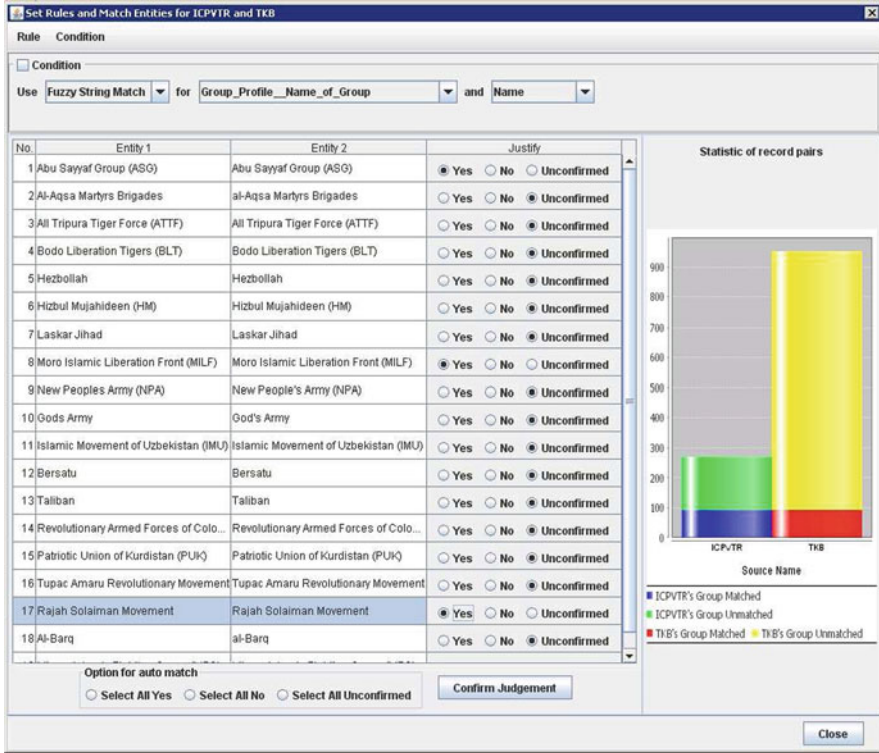 Set Rules and Match Entities for ICPVTR and TKB
Rule Condition
Condition
Use Fuzzy String Match for Group_Profile__Name_of_Group and Name
No. Entity 1 Entity 2 Justify
1 Abu Sayyaf Group (ASG) Abu Sayyaf Group (ASG) Yes No Unconfirmed
2 Al-Aqsa Martyrs Brigades al-Aqsa Martyrs Brigades Yes No Unconfirmed
3 All Tripura Tiger Force (ATTF) All Tripura Tiger Force (ATTF) Yes No Unconfirmed
4 Bodo Liberation Tigers (BLT) Bodo Liberation Tigers (BLT) Yes No Unconfirmed
5 Hezbollah Hezbollah Yes No Unconfirmed
6 Hizbul Mujahideen (HM) Hizbul Mujahideen (HM) Yes No Unconfirmed
7 Laskar Jihad Laskar Jihad Yes No Unconfirmed
8 Moro Islamic Liberation Front (MILF) Moro Islamic Liberation Front (MILF) Yes No Unconfirmed
9 New Peoples Army (NPA) New People's Army (NPA) Yes No Unconfirmed
10 Gods Army God's Army Yes No Unconfirmed
11 Islamic Movement of Uzbekistan (IMU) Islamic Movement of Uzbekistan (IMU) Yes No Unconfirmed
12 Bersatu Bersatu Yes No Unconfirmed
13 Taliban Taliban Yes No Unconfirmed
14 Revolutionary Armed Forces of Colo... Revolutionary Armed Forces of Colo... Yes No Unconfirmed
15 Patriotic Union of Kurdistan (PUK) Patriotic Union of Kurdistan (PUK) Yes No Unconfirmed
16 Tupac Amaru Revolutionary Movement Tupac Amaru Revolutionary Movement Yes No Unconfirmed
17 Rajah Solaiman Movement Rajah Solaiman Movement Yes No Unconfirmed
18 Al-Barq al-Barq Yes No Unconfirmed
Option for auto match
Select All Yes Select All No Select All Unconfirmed
Confirm Judgement
Statistic of record pairs
900
800
700
600
500
400
300
200
100
0
ICPVTR TKB
Source Name
ICPVTR's Group Matched
ICPVTR's Group Unmatched
TKB's Group Matched TKB's Group Unmatched
Close